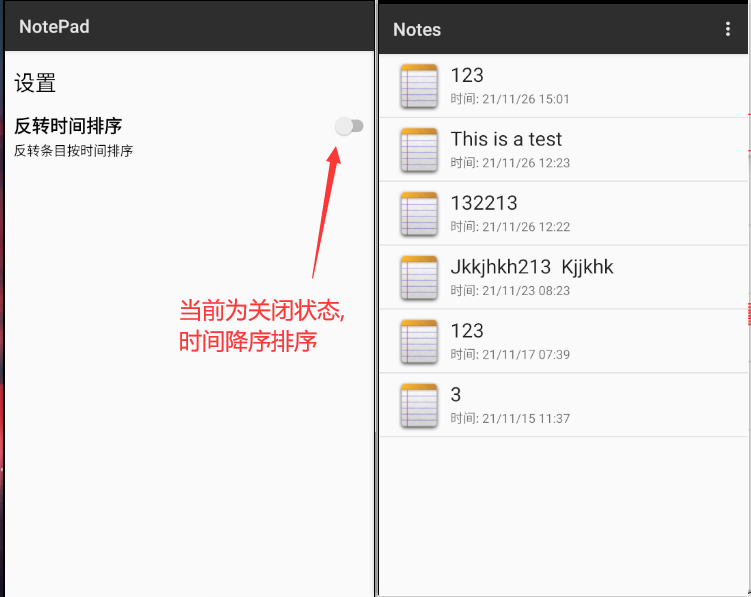 NotePad
设置
反转时间排序
反转条目按时间排序
当前为关闭状态,
时间降序排序
Notes
123
时间: 21/11/26 15:01
This is a test
时间: 21/11/26 12:23
132213
时间: 21/11/26 12:22
Jkkjhkh213  Kjjkhk
时间: 21/11/23 08:23
123
时间: 21/11/17 07:39
3
时间: 21/11/15 11:37